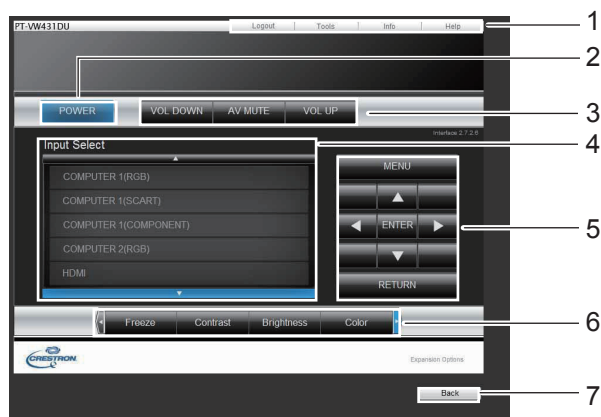 PT-VW431DU
Logout Tools Info Help 1
2
POWER VOL DOWN AV MUTE VOL UP 3
Interface 2.7.2.6
Input Select 4
COMPUTER 1(RGB)
COMPUTER 1(SCART)
COMPUTER 1(COMPONENT)
COMPUTER 2(RGB)
HDMI
MENU
ENTER 5
RETURN
Freeze Contrast Brightness Color 6
CRESTRON Expansion Options
Back 7